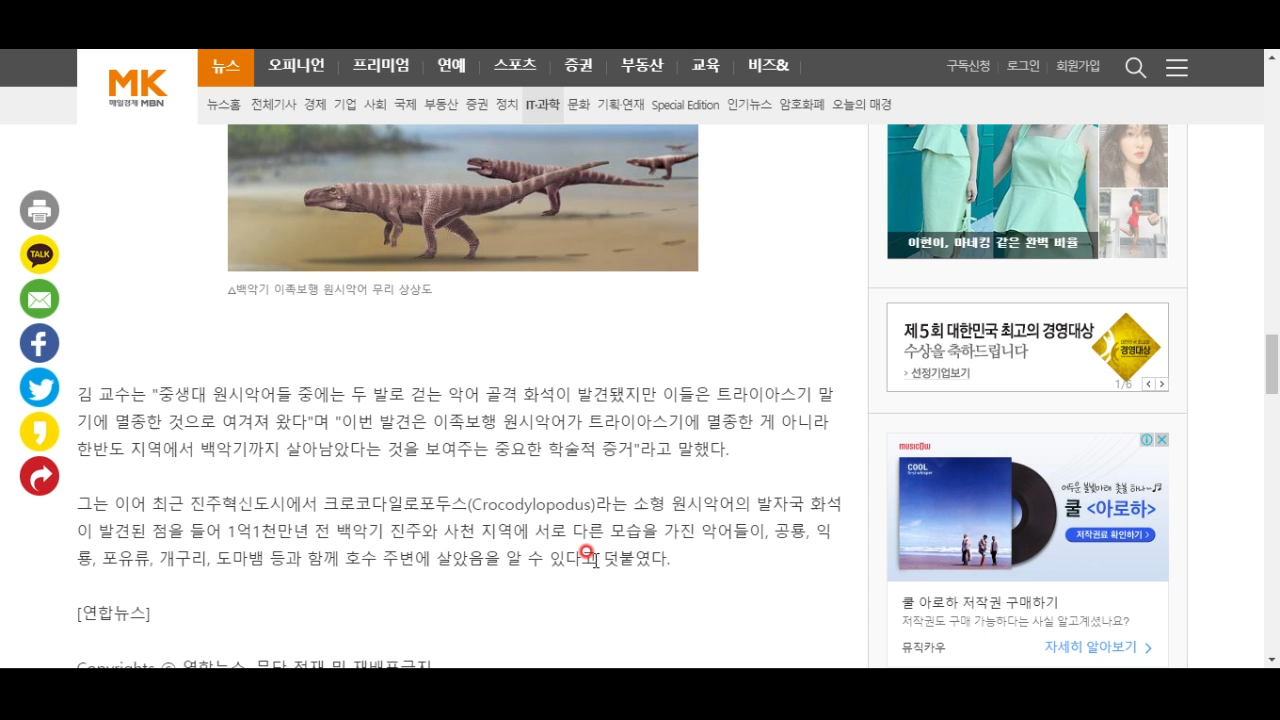 MK
매일경제 MBN
뉴스 오피니언 프리미엄 연예 스포츠 증권 부동산 교육 비즈&
구독신청 로그인 회원가입
뉴스홈 전체기사 경제 기업 사회 국제 부동산 증권 정치 IT·과학 문화 기획·연재 Special Edition 인기뉴스 암호화폐 오늘의 매경
TALK
이현이, 마네킹 같은 완벽 비율
△백악기 이족보행 원시악어 무리 상상도
제5회 대한민국 최고의 경영대상
수상을 축하드립니다
› 선정기업보기
경영대상
1/6
김 교수는 "중생대 원시악어들 중에는 두 발로 걷는 악어 골격 화석이 발견됐지만 이들은 트라이아스기 말
기에 멸종한 것으로 여겨져 왔다"며 "이번 발견은 이족보행 원시악어가 트라이아스기에 멸종한 게 아니라
한반도 지역에서 백악기까지 살아남았다는 것을 보여주는 중요한 학술적 증거"라고 말했다.
그는 이어 최근 진주혁신도시에서 크로코다일로포두스(Crocodylopodus)라는 소형 원시악어의 발자국 화석
이 발견된 점을 들어 1억1천만년 전 백악기 진주와 사천 지역에 서로 다른 모습을 가진 악어들이, 공룡, 익
룡, 포유류, 개구리, 도마뱀 등과 함께 호수 주변에 살았음을 알 수 있다고 덧붙였다.
[연합뉴스]
Copyrights ⓒ 연합뉴스. 무단 전재 및 재배포금지
musicow
COOL
쿨 <아로하>
저작권료 확인하기 >
쿨 아로하 저작권 구매하기
저작권도 구매 가능하다는 사실 알고계셨나요?
뮤직카우
자세히 알아보기 >